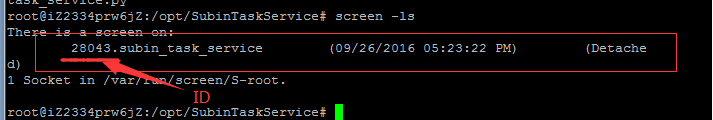 task_service.py
root@iZ2334prw6jZ:/opt/SubinTaskService# screen -ls
There is a screen on:
28043.subin_task_service (09/26/2016 05:23:22 PM) (Detache
d)
1 Socket in /var/run/screen/S-root.
ID
root@iZ2334prw6jZ:/opt/SubinTaskService#